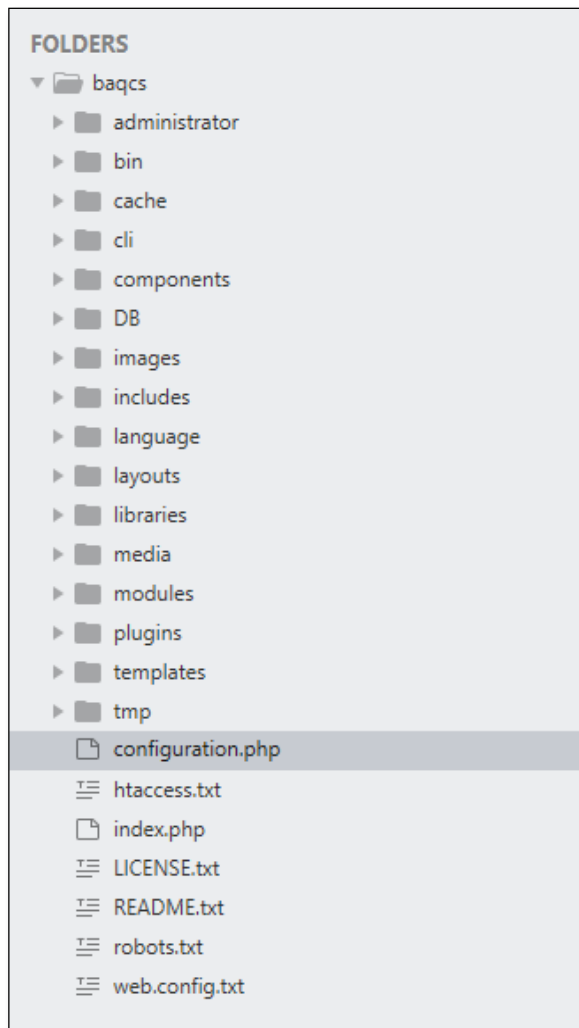 FOLDERS
baqcs
administrator
bin
cache
cli
components
DB
images
includes
language
layouts
libraries
media
modules
plugins
templates
tmp
configuration.php
htaccess.txt
index.php
LICENSE.txt
README.txt
robots.txt
web.config.txt